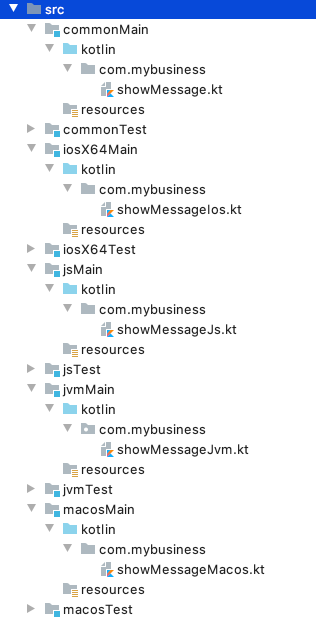 src
commonMain
kotlin
com.mybusiness
showMessage.kt
resources
commonTest
iosX64Main
kotlin
com.mybusiness
showMessageIos.kt
resources
iosX64Test
jsMain
kotlin
com.mybusiness
showMessageJs.kt
resources
jsTest
jvmMain
kotlin
com.mybusiness
showMessageJvm.kt
resources
jvmTest
macosMain
kotlin
com.mybusiness
showMessageMacos.kt
resources
macosTest